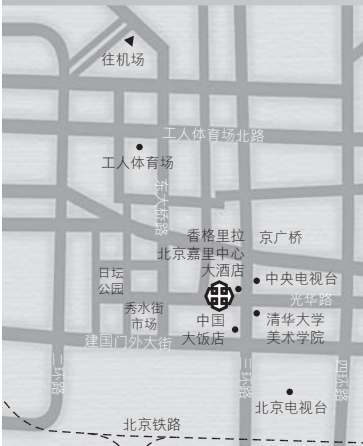 往机场
工人体育场北路
工人体育场
东大桥路
香格里拉
北京嘉里中心
大酒店
京广桥
日坛
公园
中央电视台
光华路
秀水街
市场
中国
大饭店
清华大学
美术学院
建国门外大街
二环路
三环路
四环路
北京电视台
北京铁路